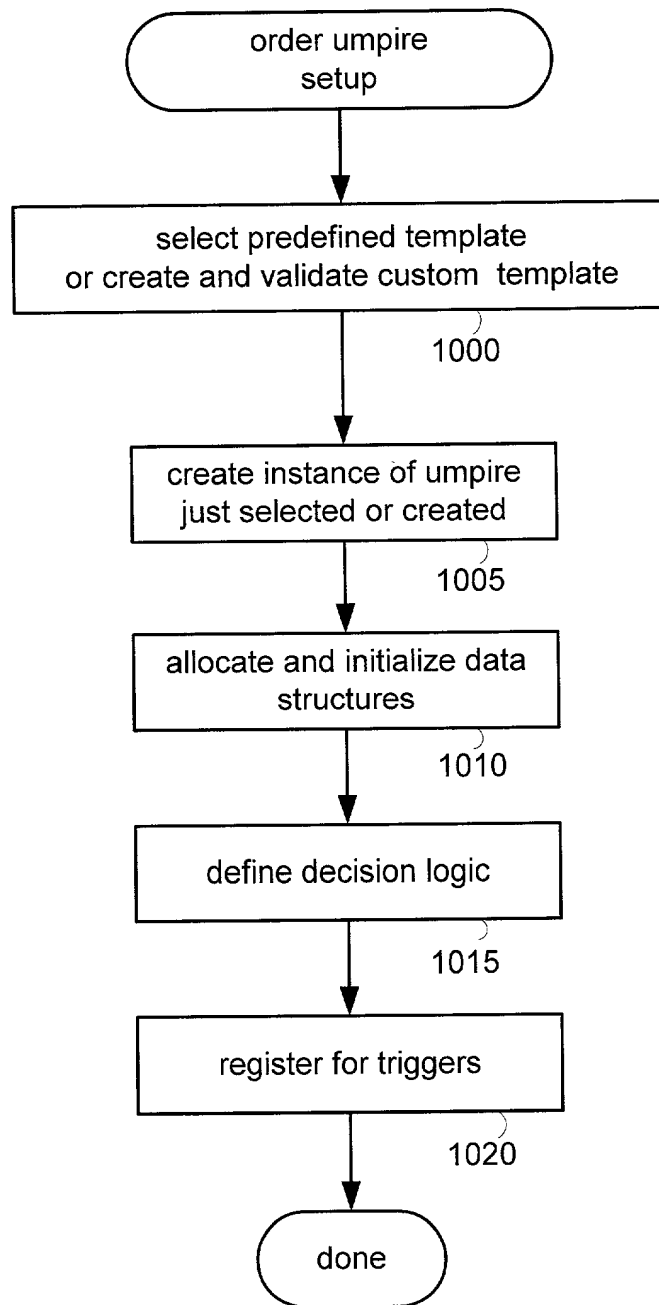 order umpire
setup
select predefined template
or create and validate custom template
1000
create instance of umpire
just selected or created
1005
allocate and initialize data
structures
1010
define decision logic
1015
register for triggers
1020
done